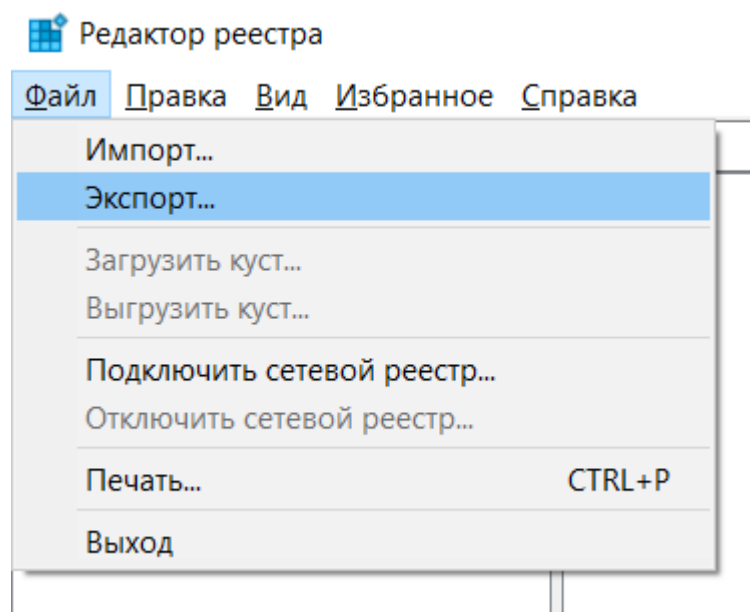 Редактор реестра
Файл Правка Вид Избранное Справка
Импорт...
Экспорт...
Загрузить куст...
Выгрузить куст...
Подключить сетевой реестр...
Отключить сетевой реестр...
Печать... CTRL+P
Выход